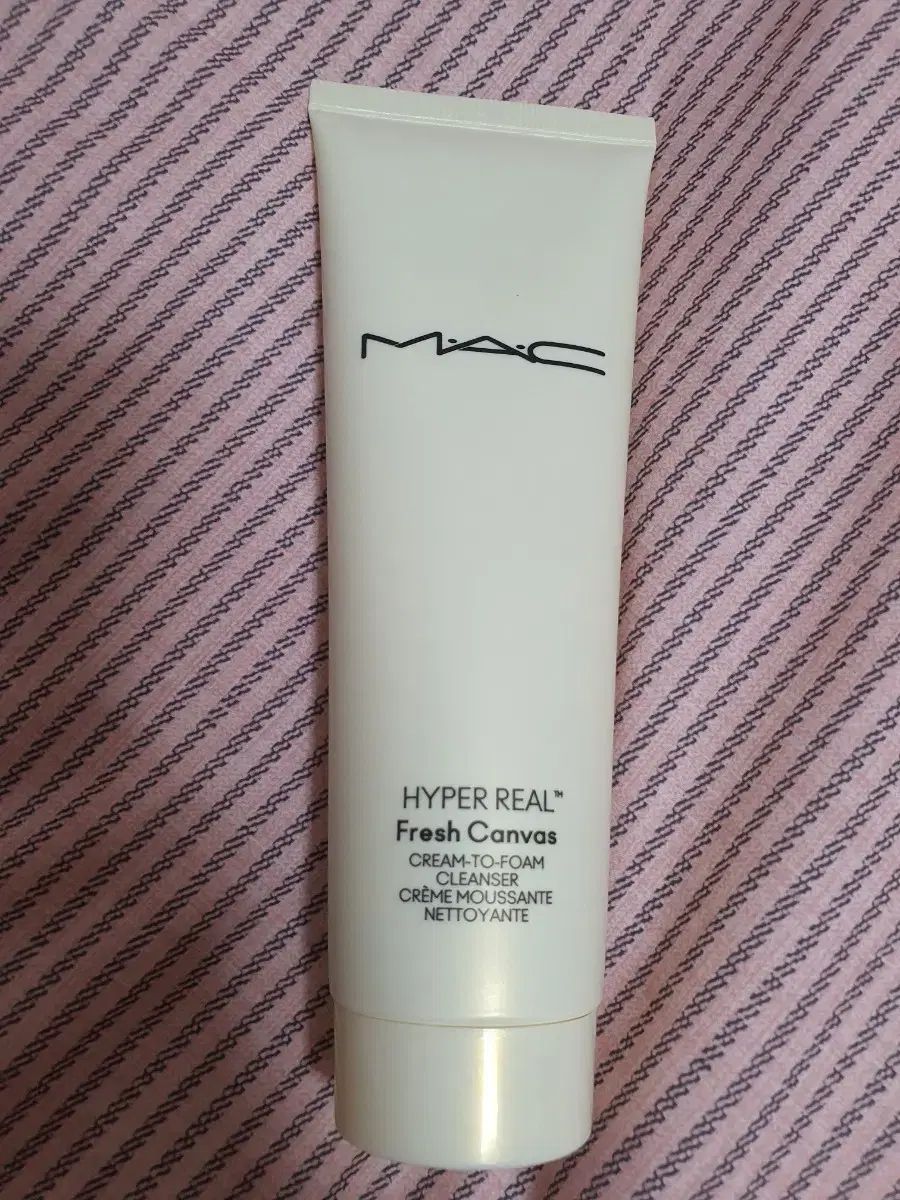 M·A·C
HYPER REAL™
Fresh Canvas
CREAM-TO-FOAM
CLEANSER
CRÈME MOUSSANTE
NETTOYANTE